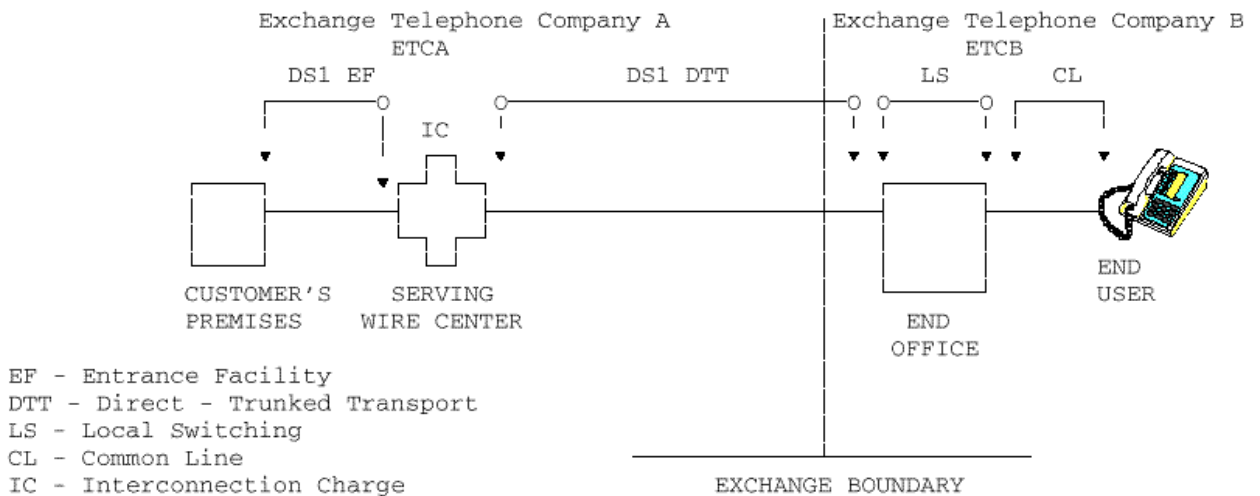 Exchange Telephone Company A
ETCA
Exchange Telephone Company B
ETCB
DS1 EF
DS1 DTT
LS
CL
IC
CUSTOMER'S
PREMISES
SERVING
WIRE CENTER
END
OFFICE
END
USER
EF - Entrance Facility
DTT - Direct - Trunked Transport
LS - Local Switching
CL - Common Line
IC - Interconnection Charge
EXCHANGE BOUNDARY